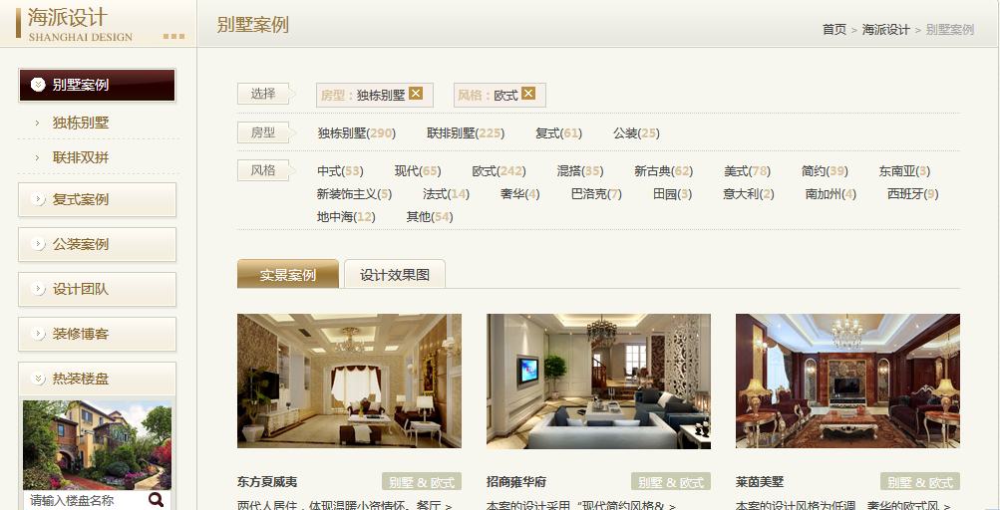 海派设计
SHANGHAI DESIGN
别墅案例
首页 > 海派设计 > 别墅案例
别墅案例
独栋别墅
联排双拼
复式案例
公装案例
设计团队
装修博客
热装楼盘
请输入楼盘名称
选择 房型：独栋别墅 风格：欧式
房型 独栋别墅(290) 联排别墅(225) 复式(61) 公装(25)
风格 中式(53) 现代(65) 欧式(242) 混搭(35) 新古典(62) 美式(78) 简约(39) 东南亚(3)
新装饰主义(5) 法式(14) 奢华(4) 巴洛克(7) 田园(3) 意大利(2) 南加州(4) 西班牙(9)
地中海(12) 其他(54)
实景案例 设计效果图
东方夏威夷 别墅 & 欧式
两代人居住，体现温暖小资情怀。餐厅 >
招商雍华府 别墅 & 欧式
本案的设计采用“现代简约风格& >
莱茵美墅 别墅 & 欧式
本案的设计风格为低调、奢华的欧式风 >